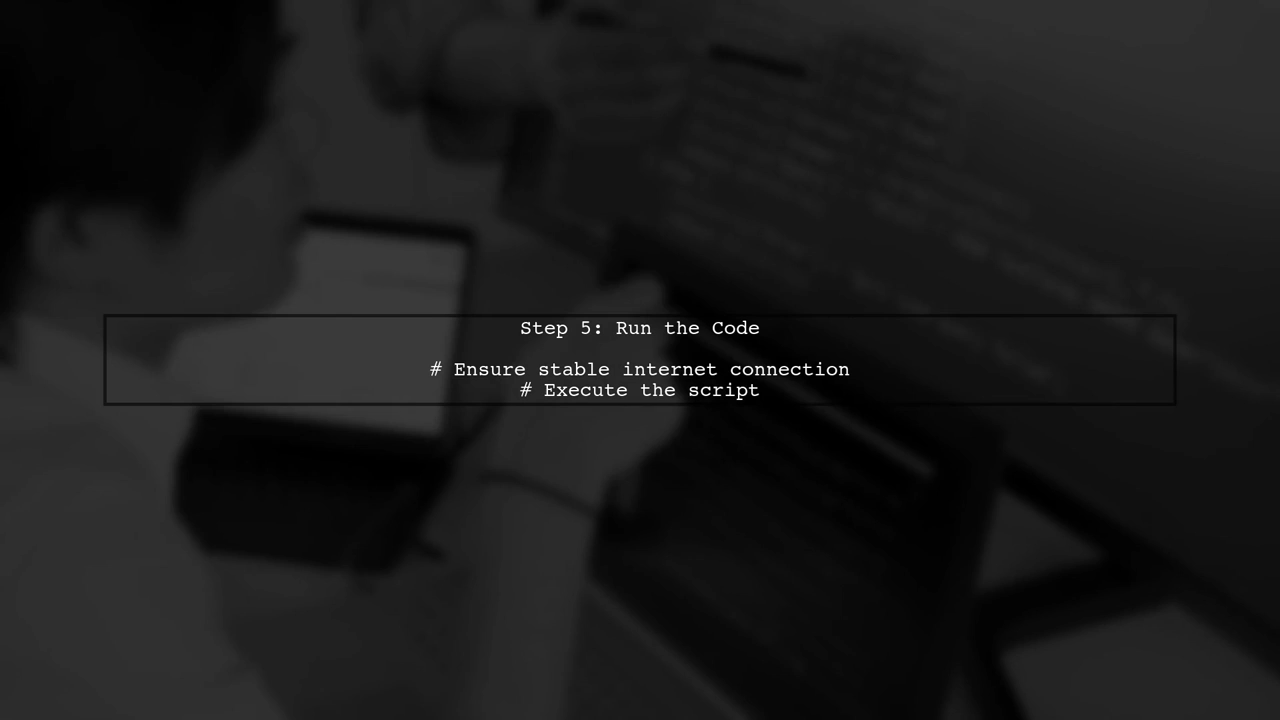 Step 5: Run the Code
# Ensure stable internet connection
# Execute the script